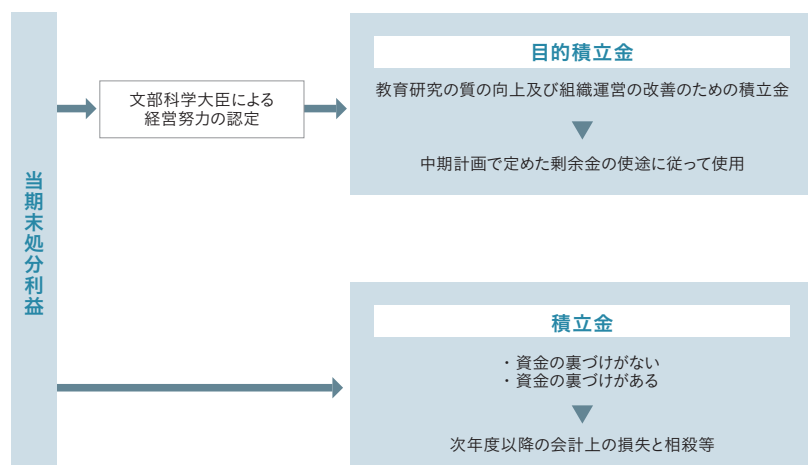 当期末処分利益
文部科学大臣による
経営努力の認定
目的積立金
教育研究の質の向上及び組織運営の改善のための積立金
中期計画で定めた剰余金の使途に従って使用
積立金
・資金の裏づけがない
・資金の裏づけがある
次年度以降の会計上の損失と相殺等